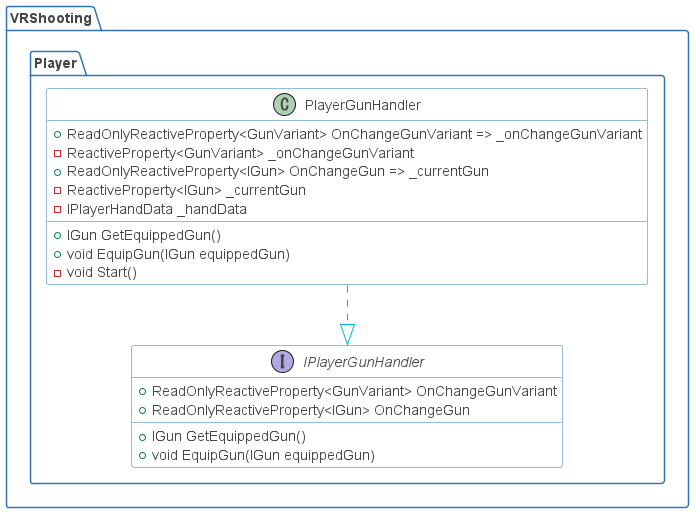 VRShooting
Player
C PlayerGunHandler
ReadOnlyReactiveProperty<GunVariant> OnChangeGunVariant => _onChangeGunVariant
ReactiveProperty<GunVariant> _onChangeGunVariant
ReadOnlyReactiveProperty<IGun> OnChangeGun => _currentGun
ReactiveProperty<IGun> _currentGun
IPlayerHandData _handData
IGun GetEquippedGun()
void EquipGun(IGun equippedGun)
void Start()
I IPlayerGunHandler
ReadOnlyReactiveProperty<GunVariant> OnChangeGunVariant
ReadOnlyReactiveProperty<IGun> OnChangeGun
IGun GetEquippedGun()
void EquipGun(IGun equippedGun)